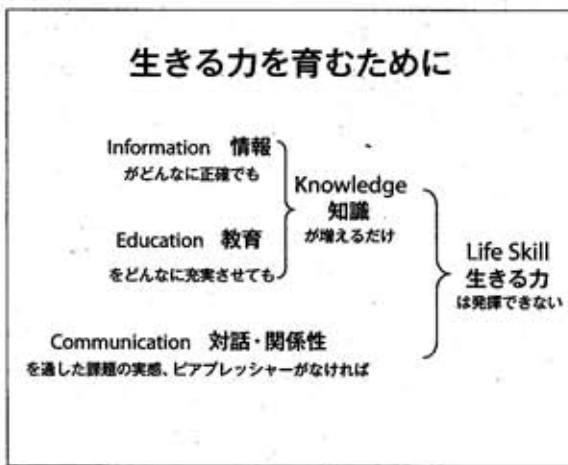 生きる力を育むために
Information 情報
がどんなに正確でも
Education 教育
をどんなに充実させても
Knowledge
知識
が増えるだけ
Communication 対話・関係性
を通した課題の実感、ピアプレッシャーがなければ
Life Skill
生きる力
は発揮できない